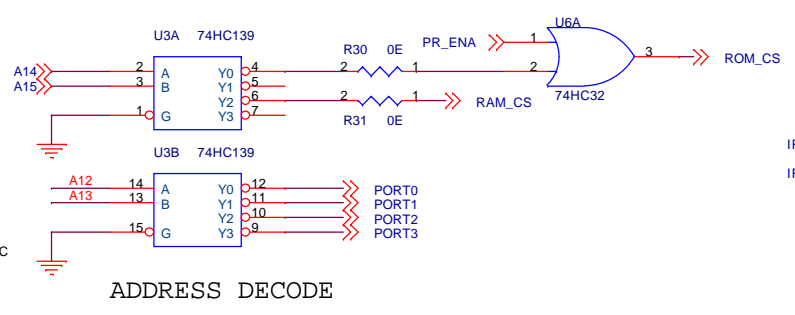 U3A 74HC139
A14
A15
2 A Y0 4
3 B Y1 5
Y2 6
1 G Y3 7
R30 0E
2 1
2 1
R31 0E
RAM_CS
PR_ENA
U6A
1
2
3
74HC32
ROM_CS
U3B 74HC139
A12 14 A Y0 12 PORT0
A13 13 B Y1 11 PORT1
Y2 10 PORT2
15 G Y3 9 PORT3
C
ADDRESS DECODE